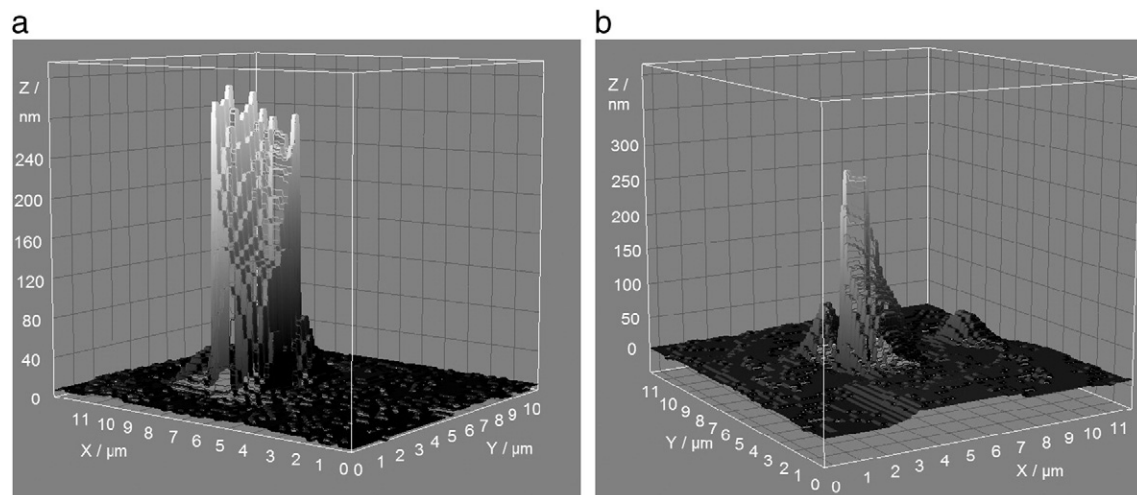 a
Z /
nm
240
200
160
120
80
40
0
11 10 9 8 7 6 5 4 3 2 1 0
X / µm
0 1 2 3 4 5 6 7 8 9 10
Y / µm
b
Z /
nm
300
250
200
150
100
50
0
11 10 9 8 7 6 5 4 3 2 1 0
Y / µm
0 1 2 3 4 5 6 7 8 9 10 11
X / µm